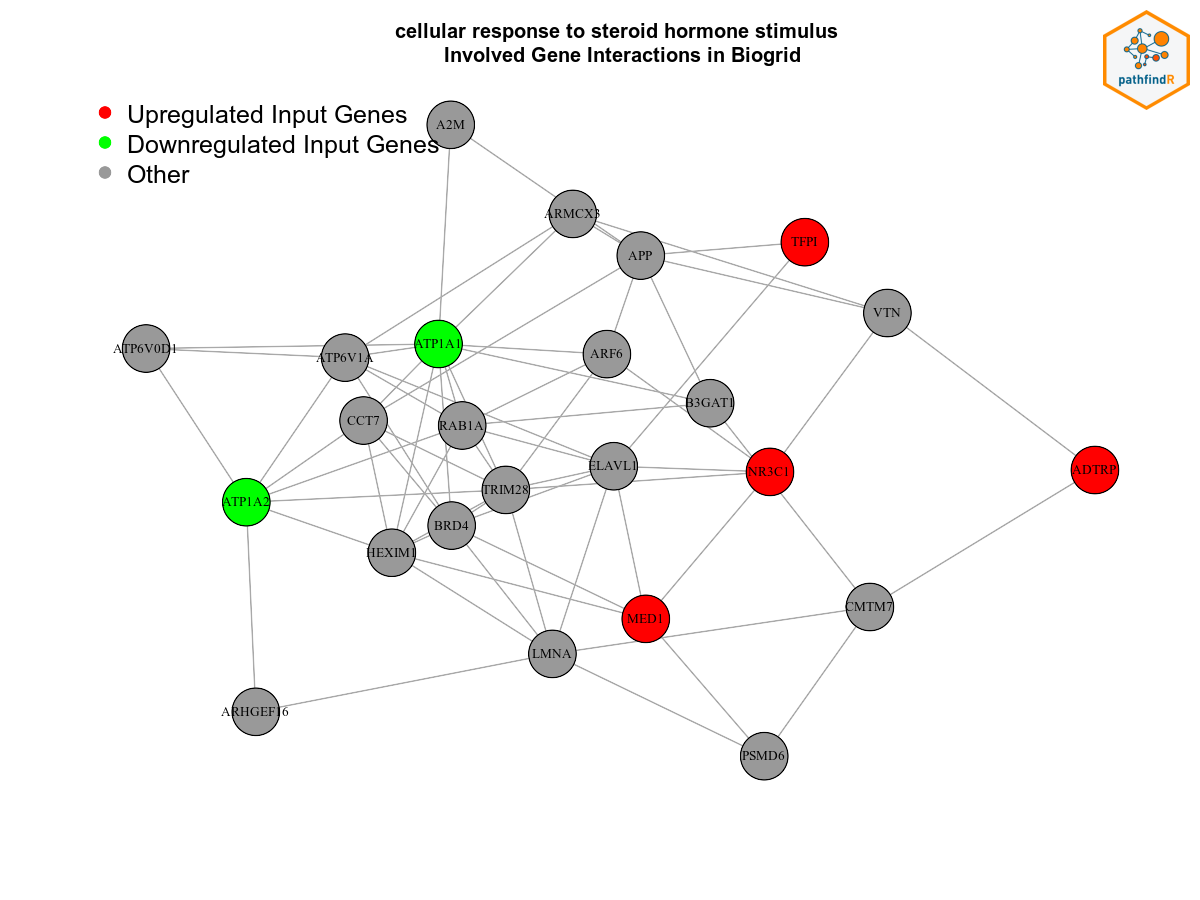 cellular response to steroid hormone stimulus
Involved Gene Interactions in Biogrid
pathfindR
Upregulated Input Genes
Downregulated Input Genes
Other
A2M
ARMCX3
TFPI
APP
VTN
ATP6V0D1
ATP6V1A
ATP1A1
ARF6
B3GAT1
CCT7
RAB1A
ELAVL1
NR3C1
ADTRP
ATP1A2
TRIM28
BRD4
HEXIM1
CMTM7
MED1
LMNA
ARHGEF16
PSMD6